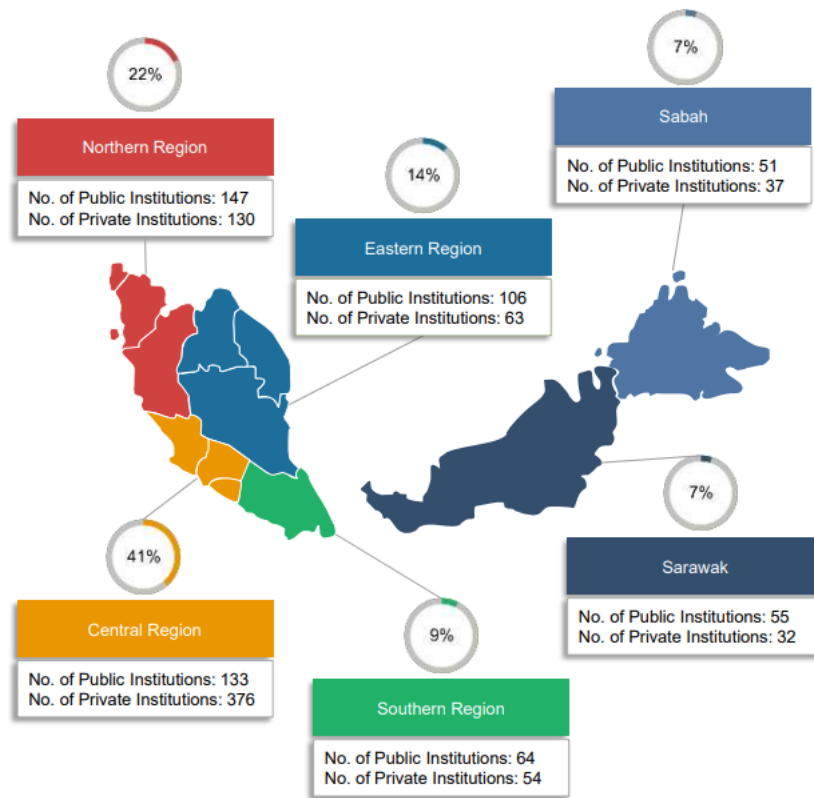 22%
Northern Region
No. of Public Institutions: 147
No. of Private Institutions: 130
14%
Eastern Region
No. of Public Institutions: 106
No. of Private Institutions: 63
7%
Sabah
No. of Public Institutions: 51
No. of Private Institutions: 37
41%
Central Region
No. of Public Institutions: 133
No. of Private Institutions: 376
9%
Southern Region
No. of Public Institutions: 64
No. of Private Institutions: 54
7%
Sarawak
No. of Public Institutions: 55
No. of Private Institutions: 32